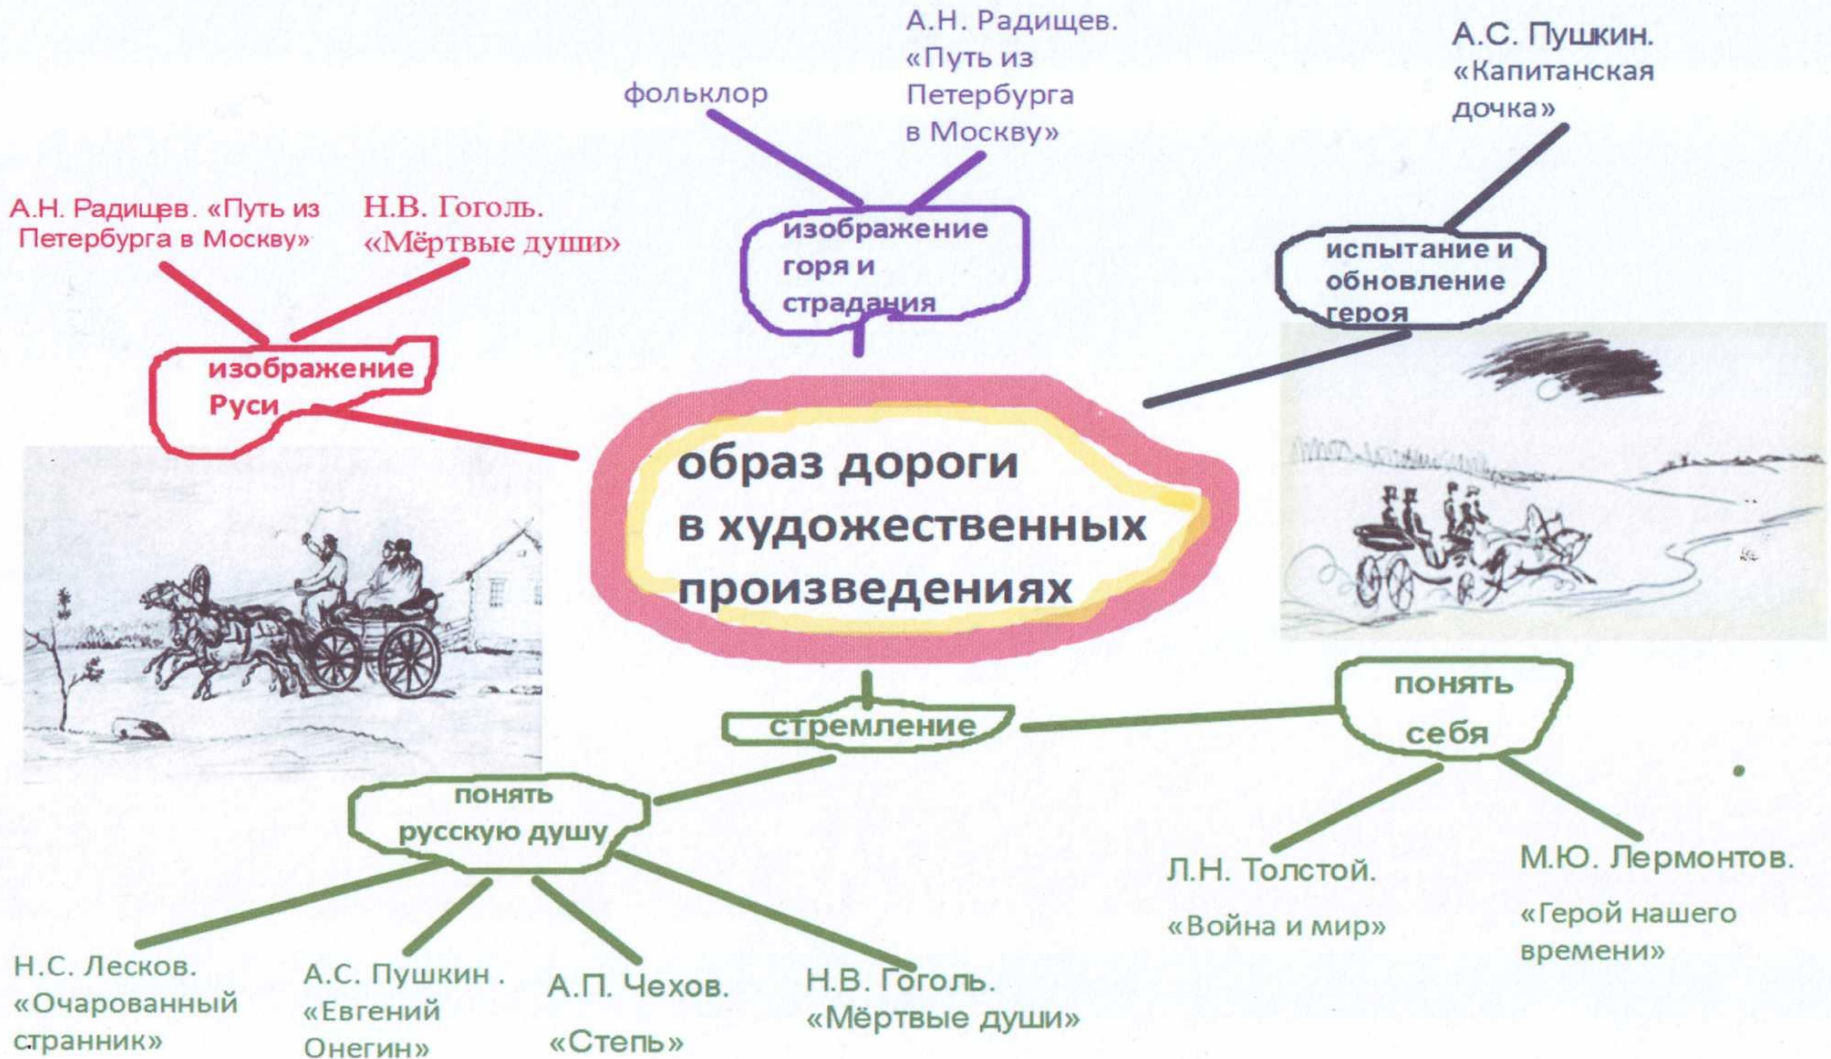 А.Н. Радищев.
«Путь из
Петербурга
в Москву»
фольклор
А.С. Пушкин.
«Капитанская
дочка»
А.Н. Радищев. «Путь из
Петербурга в Москву»
Н.В. Гоголь.
«Мёртвые души»
изображение
горя и
страдания
испытание и
обновление
героя
изображение
Руси
образ дороги
в художественных
произведениях
стремление
понять
себя
понять
русскую душу
Л.Н. Толстой.
«Война и мир»
М.Ю. Лермонтов.
«Герой нашего
времени»
Н.С. Лесков.
«Очарованный
странник»
А.С. Пушкин .
«Евгений
Онегин»
А.П. Чехов.
«Степь»
Н.В. Гоголь.
«Мёртвые души»